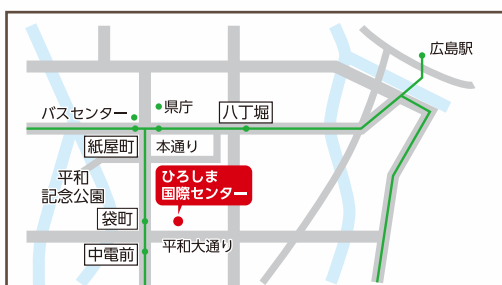 広島駅
県庁
バスセンター
八丁堀
紙屋町
本通り
ひろしま
国際センター
平和
記念公園
袋町
平和大通り
中電前